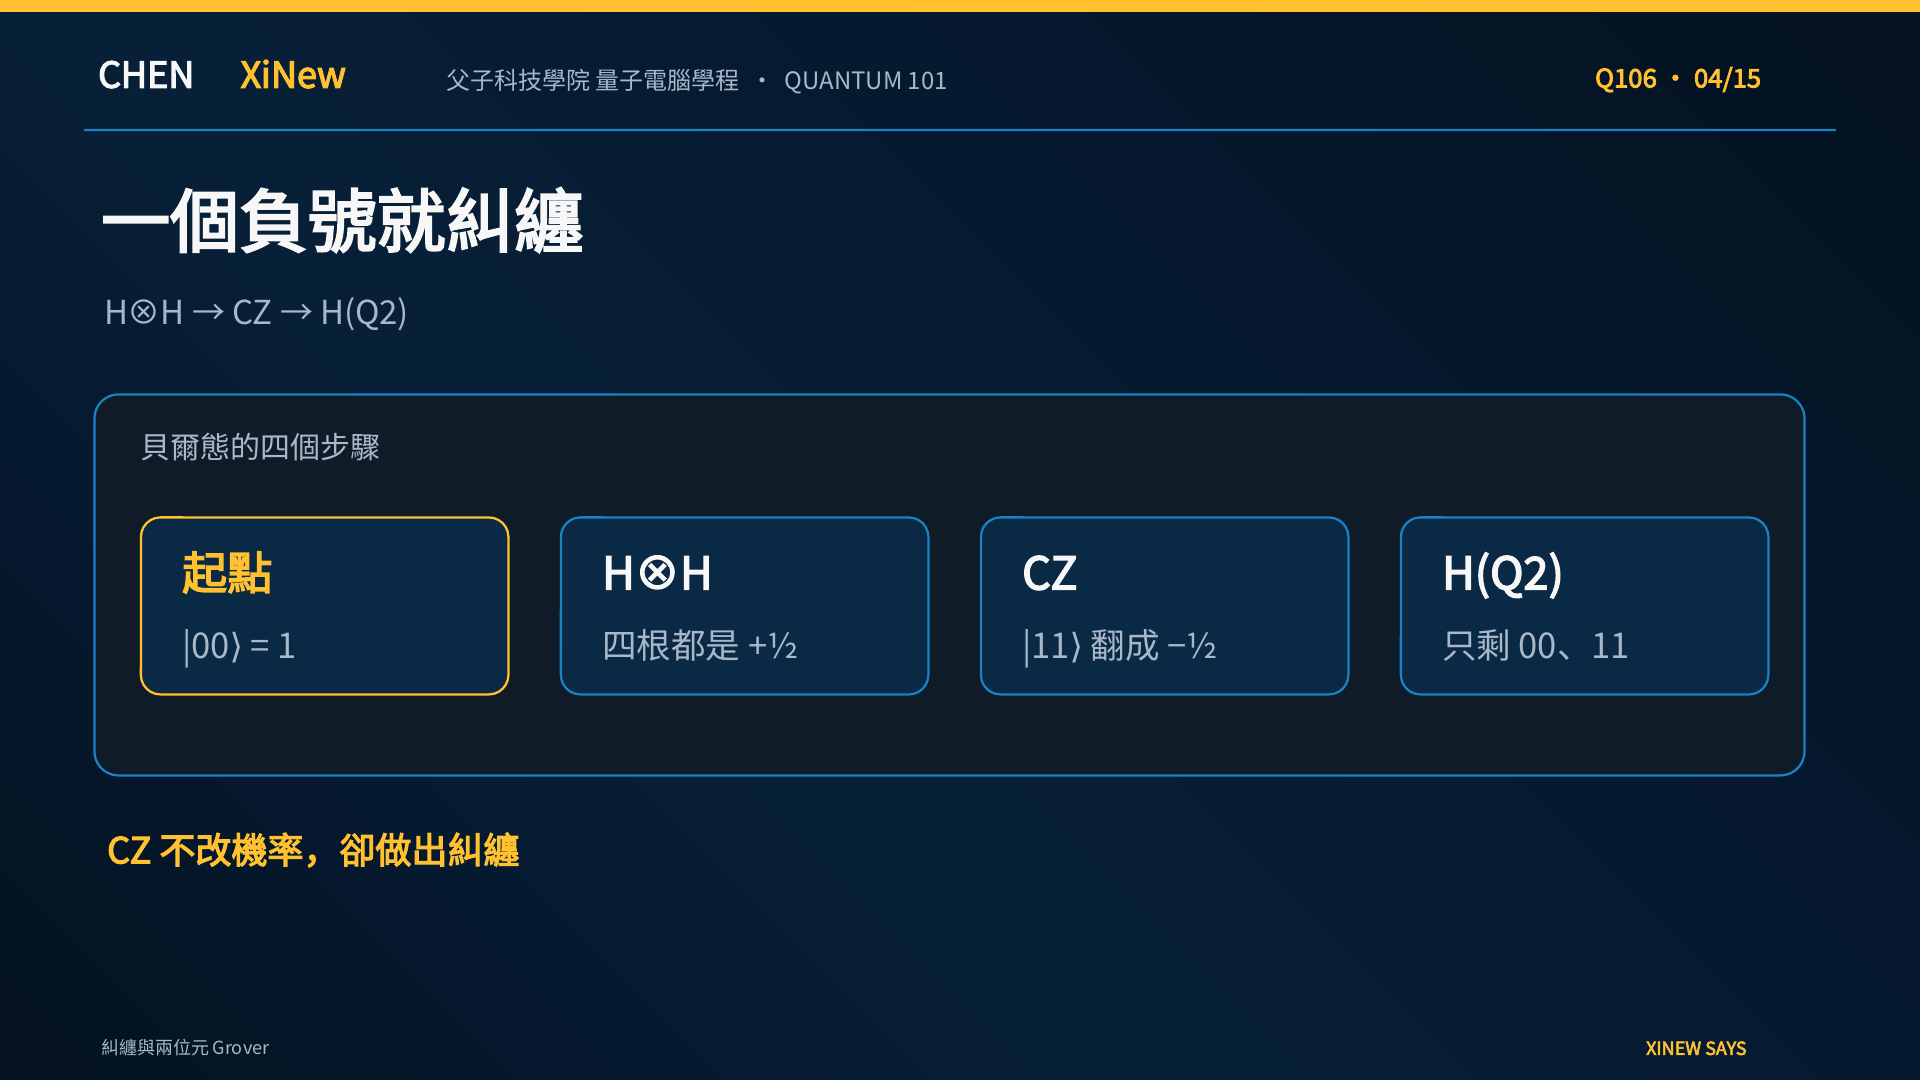 CHEN XiNew 父子科技學院 量子電腦學程 • QUANTUM 101 Q106 • 04/15
一個負號就糾纏
H⊗H → CZ → H(Q2)
貝爾態的四個步驟
起點
|00⟩ = 1
H⊗H
四根都是 +½
CZ
|11⟩ 翻成 −½
H(Q2)
只剩 00、11
CZ 不改機率，卻做出糾纏
糾纏與兩位元 Grover
XINEW SAYS